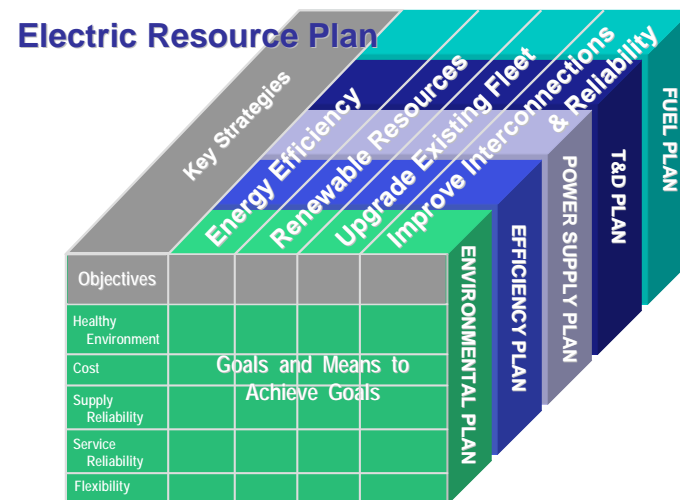 Electric Resource Plan
Key Strategies
Energy Efficiency
Renewable Resources
Upgrade Existing Fleet
Improve Interconnections
& Reliability
FUEL PLAN
T&D PLAN
POWER SUPPLY PLAN
EFFICIENCY PLAN
ENVIRONMENTAL PLAN
Objectives
Healthy
Environment
Cost
Supply
Reliability
Service
Reliability
Flexibility
Goals and Means to
Achieve Goals